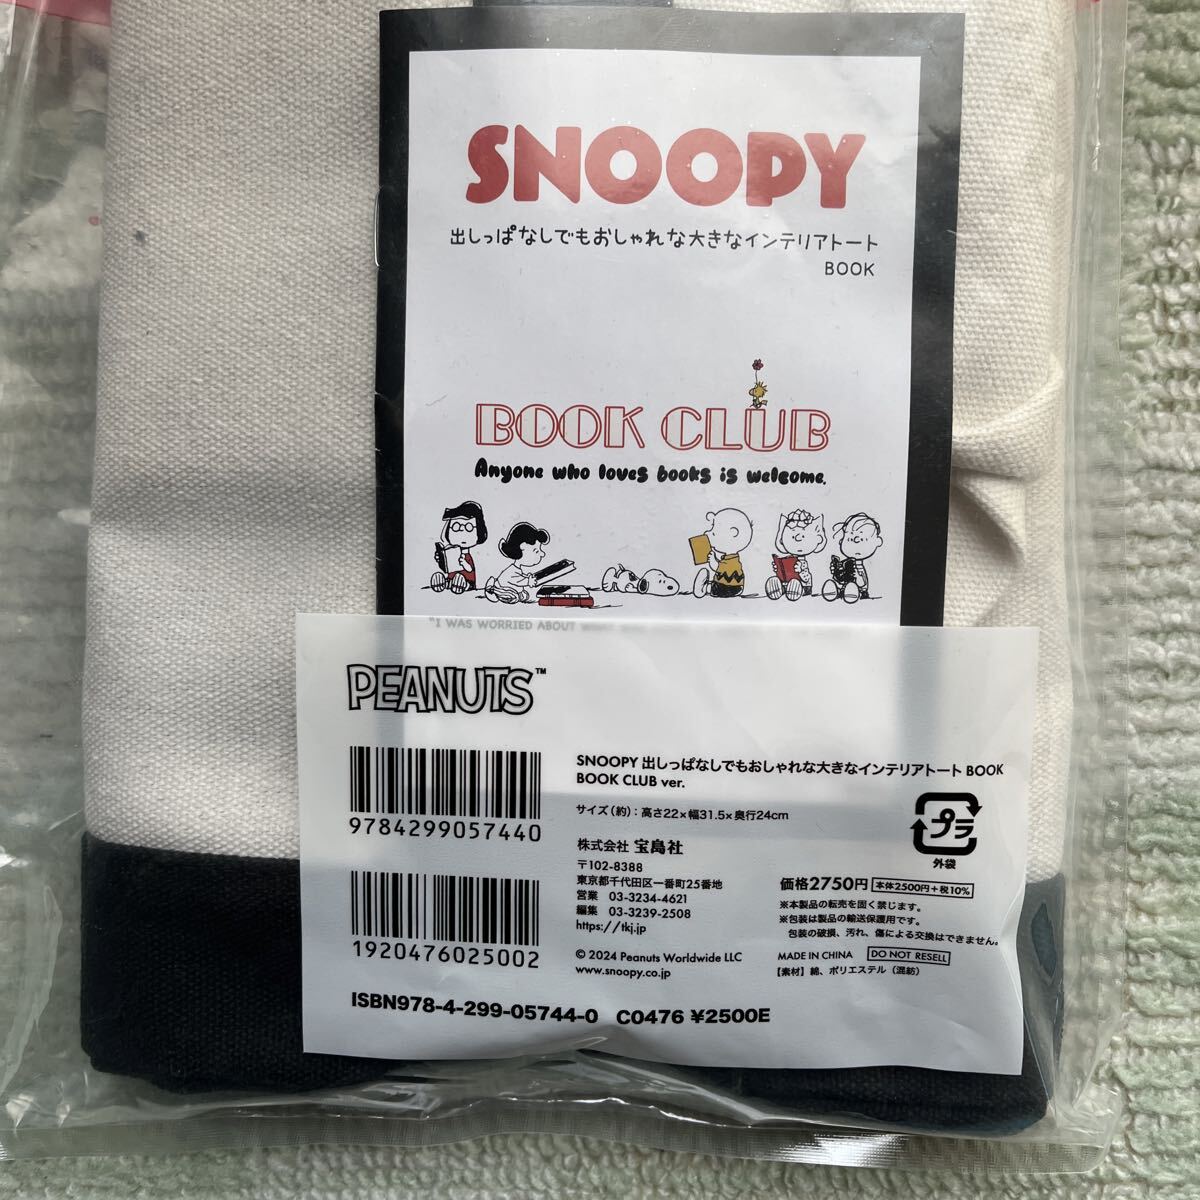 SNOOPY
出しっぱなしでもおしゃれな大きなインテリアトート
BOOK
BOOK CLUB
Anyone who loves books is welcome.
"I WAS WORRIED ABOUT
PEANUTS™
9784299057440
1920476025002
ISBN978-4-299-05744-0 C0476 ¥2500E
SNOOPY 出しっぱなしでもおしゃれな大きなインテリアトート BOOK
BOOK CLUB ver.
サイズ（約）：高さ22×幅31.5×奥行24cm
株式会社 宝島社
〒102-8388
東京都千代田区一番町25番地
営業 03-3234-4621
編集 03-3239-2508
https://tkj.jp
© 2024 Peanuts Worldwide LLC
www.snoopy.co.jp
プラ
外袋
価格2750円 本体2500円+税10%
※本製品の転売を固く禁じます。
※包装は製品の輸送保護用です。
包装の破損、汚れ、傷による交換はできません。
MADE IN CHINA DO NOT RESELL
【素材】綿、ポリエステル（混紡）